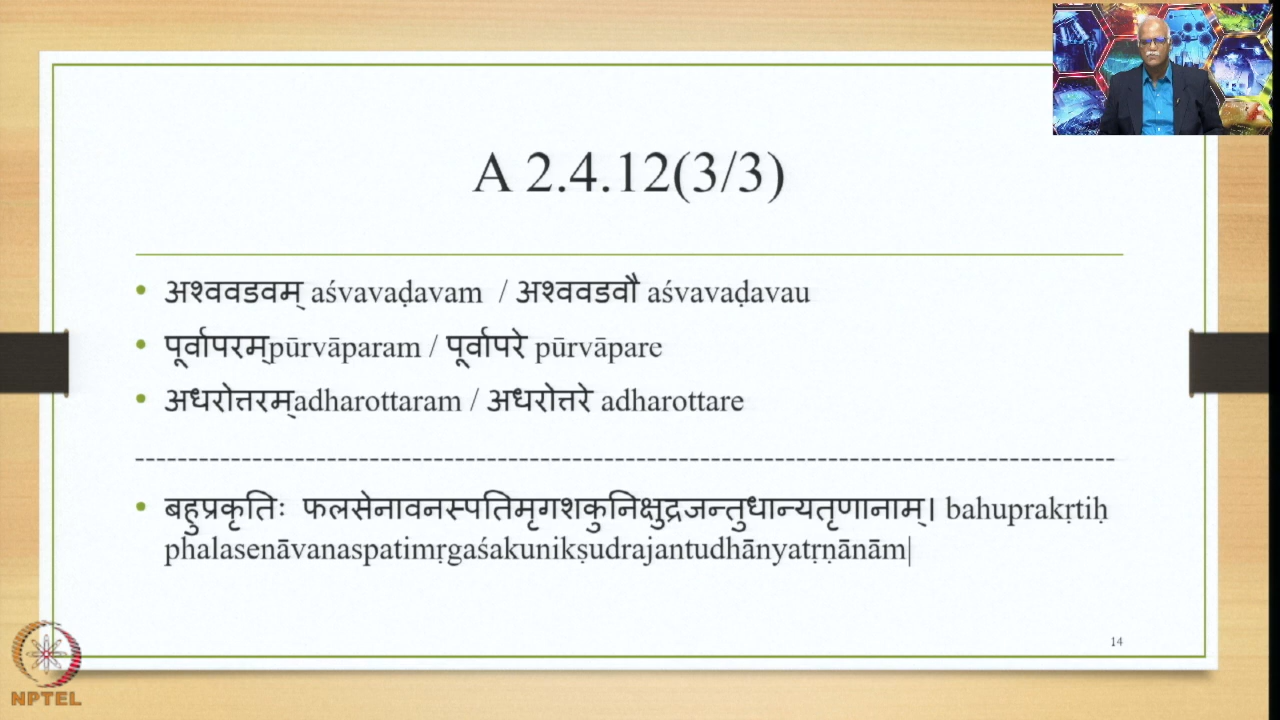 A 2.4.12(3/3)
• अश्ववडवम् aśvavaḍavam / अश्ववडवौ aśvavaḍavau
• पूर्वापरम्pūrvāparam / पूर्वापरे pūrvāpare
• अधरोत्तरम्adharottaram / अधरोत्तरे adharottare
--------------------------------------------------------------------------------------------
• बहुप्रकृतिः फलसेनावनस्पतिमृगशकुनिक्षुद्रजन्तुधान्यतृणानाम्। bahuprakṛtiḥ
phalasenāvanaspatimṛgaśakunikṣudrajantudhānyatṛṇānām|
14
NPTEL